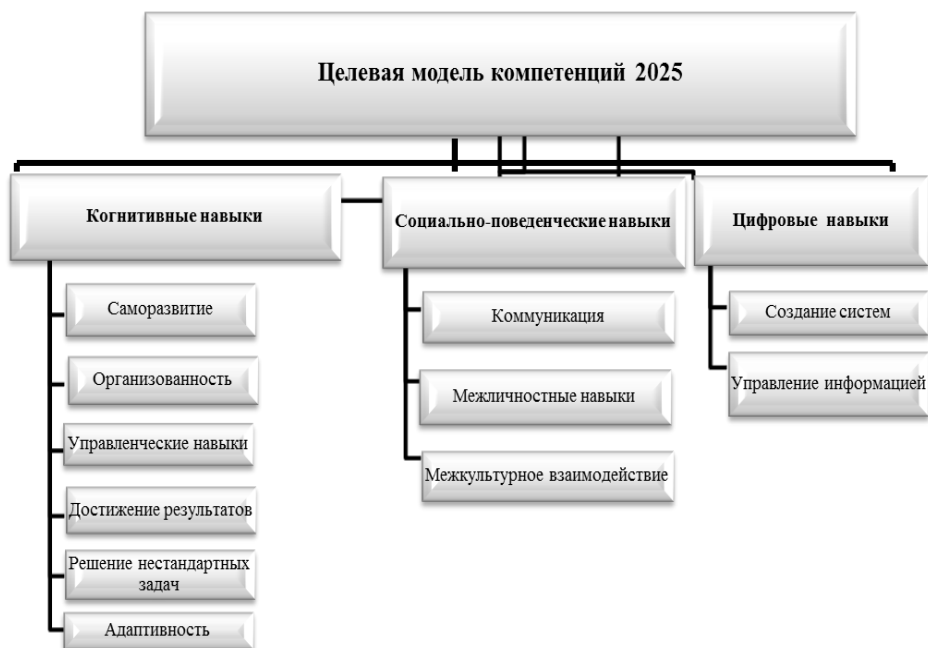 Целевая модель компетенций 2025
Когнитивные навыки
Саморазвитие
Организованность
Управленческие навыки
Достижение результатов
Решение нестандартных
задач
Адаптивность
Социально-поведенческие навыки
Коммуникация
Межличностные навыки
Межкультурное взаимодействие
Цифровые навыки
Создание систем
Управление информацией